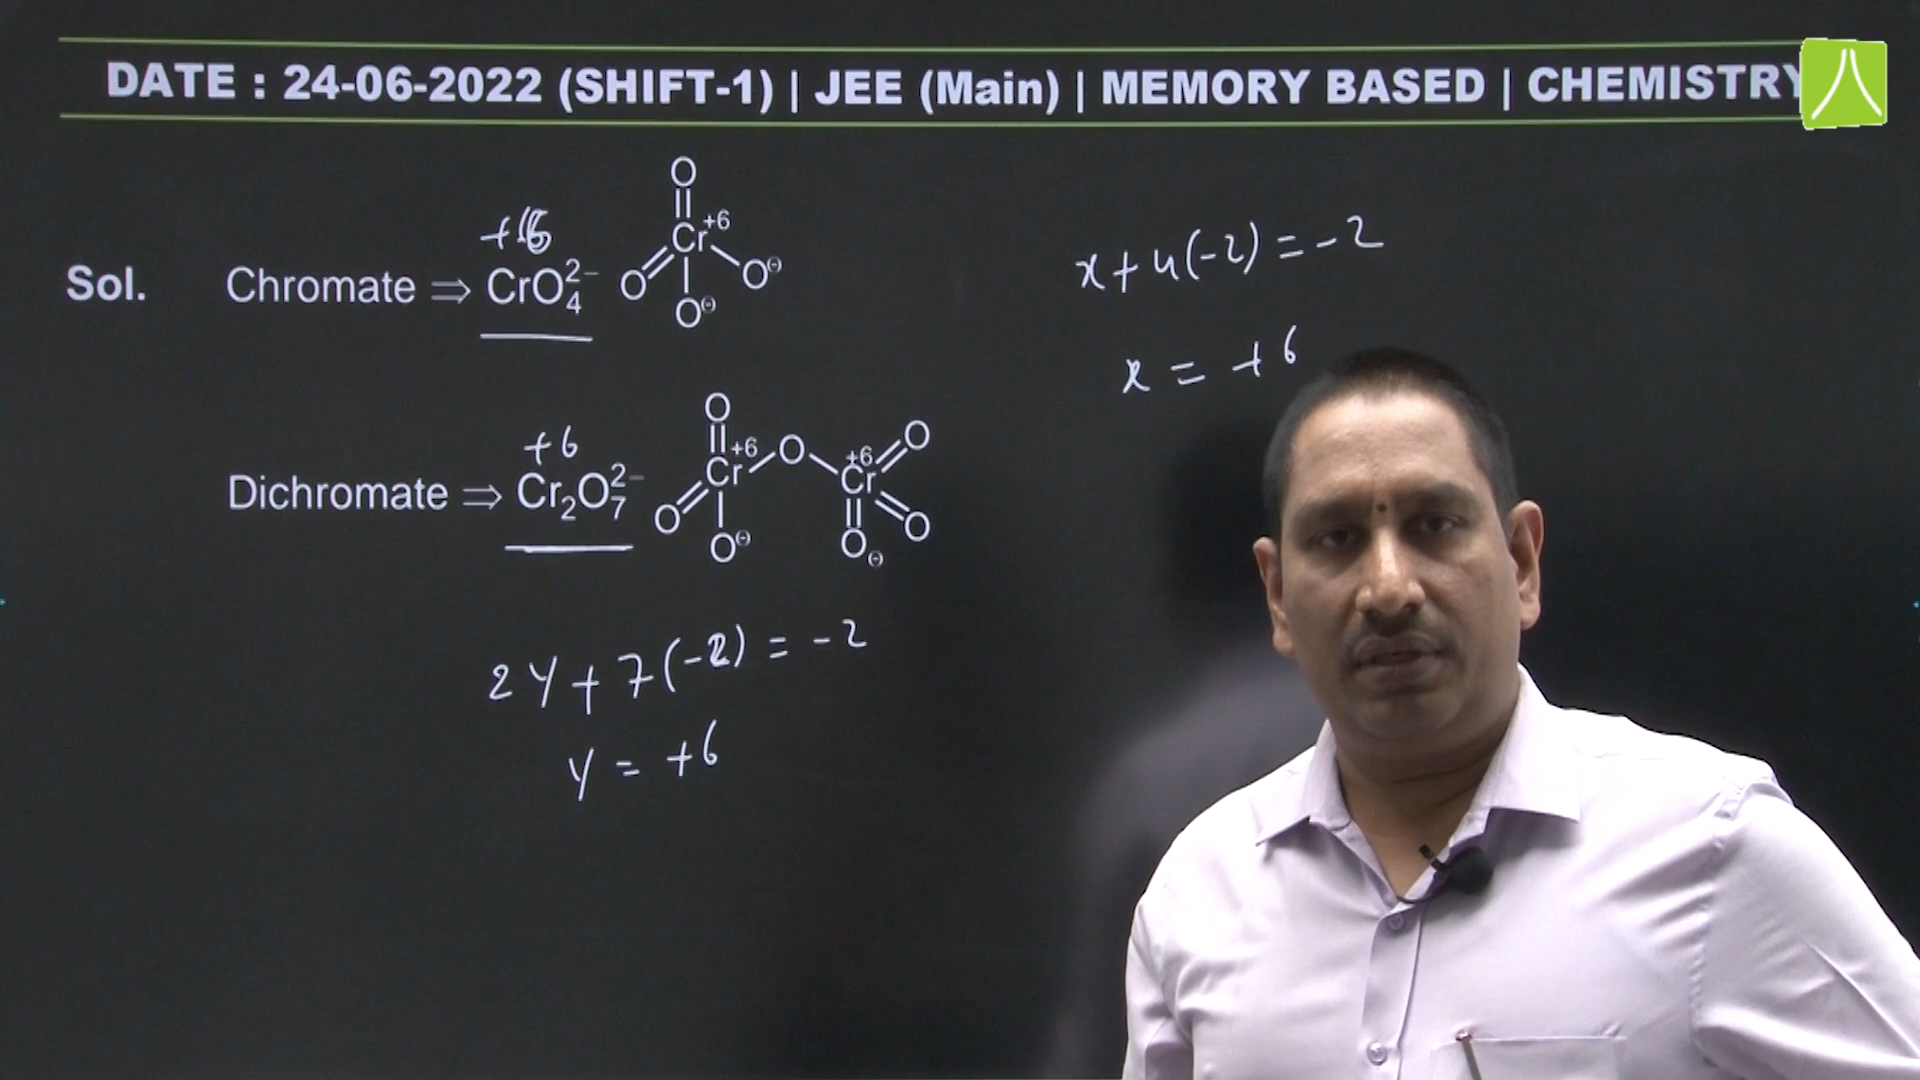 DATE : 24-06-2022 (SHIFT-1) | JEE (Main) | MEMORY BASED | CHEMISTRY
+6
Sol. Chromate ⇒ CrO₄²⁻
O
Cr +6
O O⊖
O⊖
x + 4(-2) = -2
x = +6
+6
Dichromate ⇒ Cr₂O₇²⁻
O O
Cr +6 O Cr +6
O O
O⊖ O⊖
2y + 7(-2) = -2
y = +6